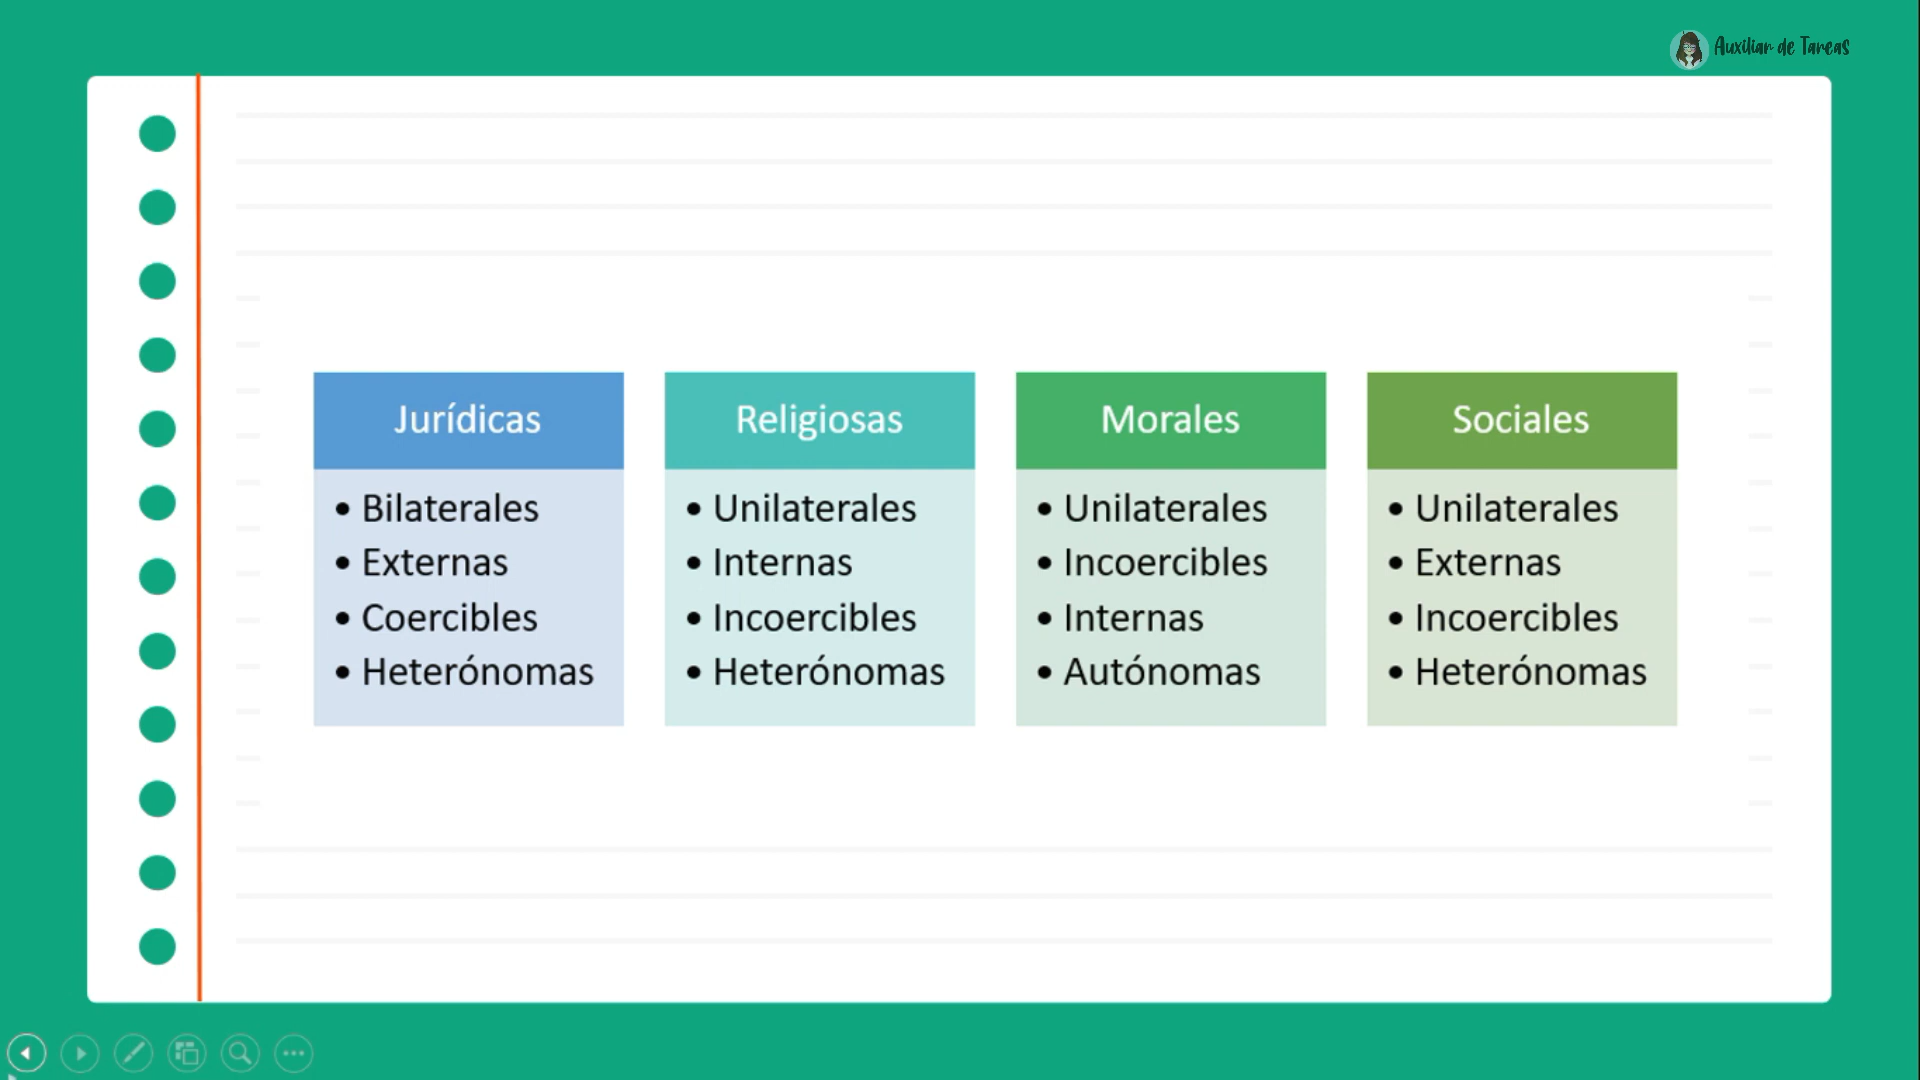 Auxiliar de Tareas
Jurídicas
• Bilaterales
• Externas
• Coercibles
• Heterónomas
Religiosas
• Unilaterales
• Internas
• Incoercibles
• Heterónomas
Morales
• Unilaterales
• Incoercibles
• Internas
• Autónomas
Sociales
• Unilaterales
• Externas
• Incoercibles
• Heterónomas